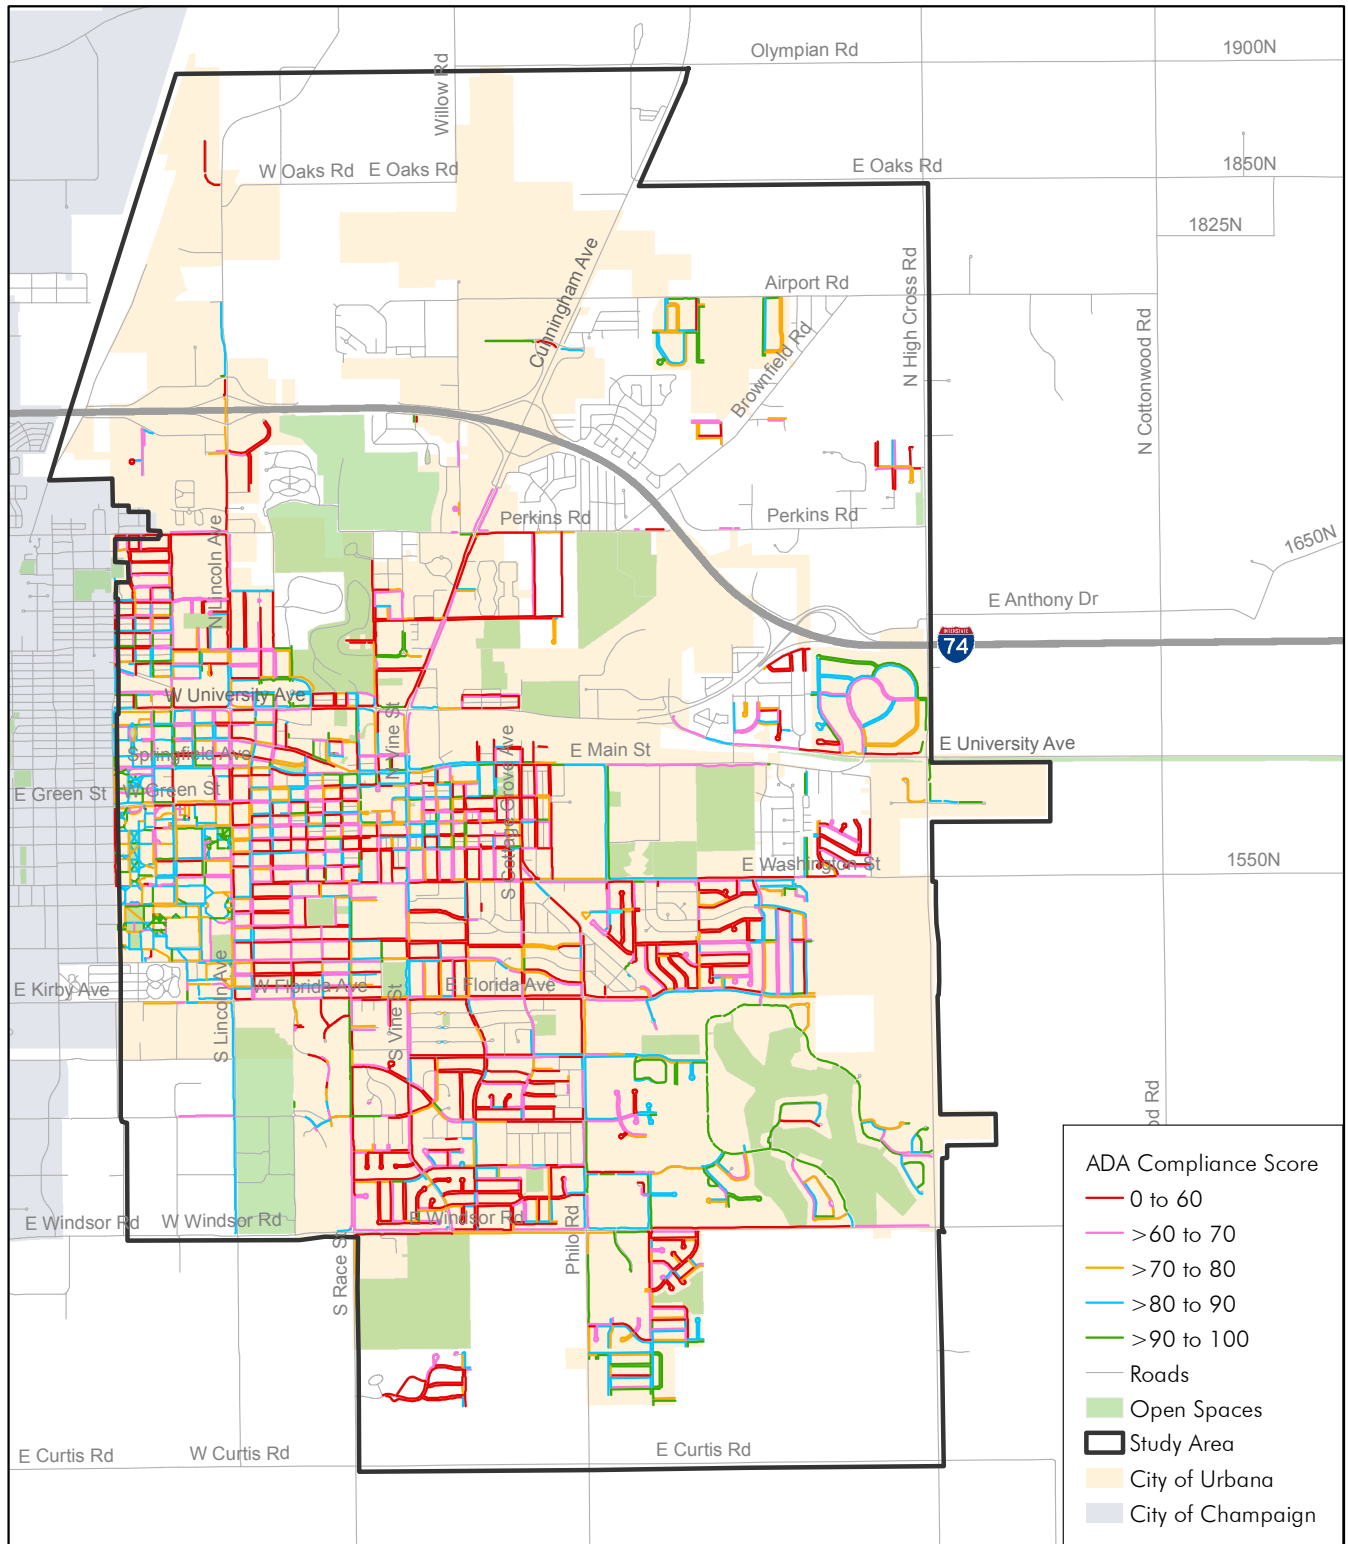 Olympian Rd
1900N
Willow Rd
W Oaks Rd
E Oaks Rd
E Oaks Rd
1850N
1825N
Cunningham Ave
Airport Rd
N High Cross Rd
Brownfield Rd
N Cottonwood Rd
Perkins Rd
Perkins Rd
N Lincoln Ave
1650N
E Anthony Dr
INTERSTATE
74
W University Ave
N Vine St
E University Ave
Springfield Ave
E Main St
S Cottage Grove Ave
E Green St
W Green St
E Washington St
1550N
E Kirby Ave
S Lincoln Ave
W Florida Ave
E Florida Ave
S Vine St
od Rd
E Windsor Rd
W Windsor Rd
E Windsor Rd
Philo Rd
S Race St
E Curtis Rd
W Curtis Rd
E Curtis Rd
ADA Compliance Score
0 to 60
>60 to 70
>70 to 80
>80 to 90
>90 to 100
Roads
Open Spaces
Study Area
City of Urbana
City of Champaign